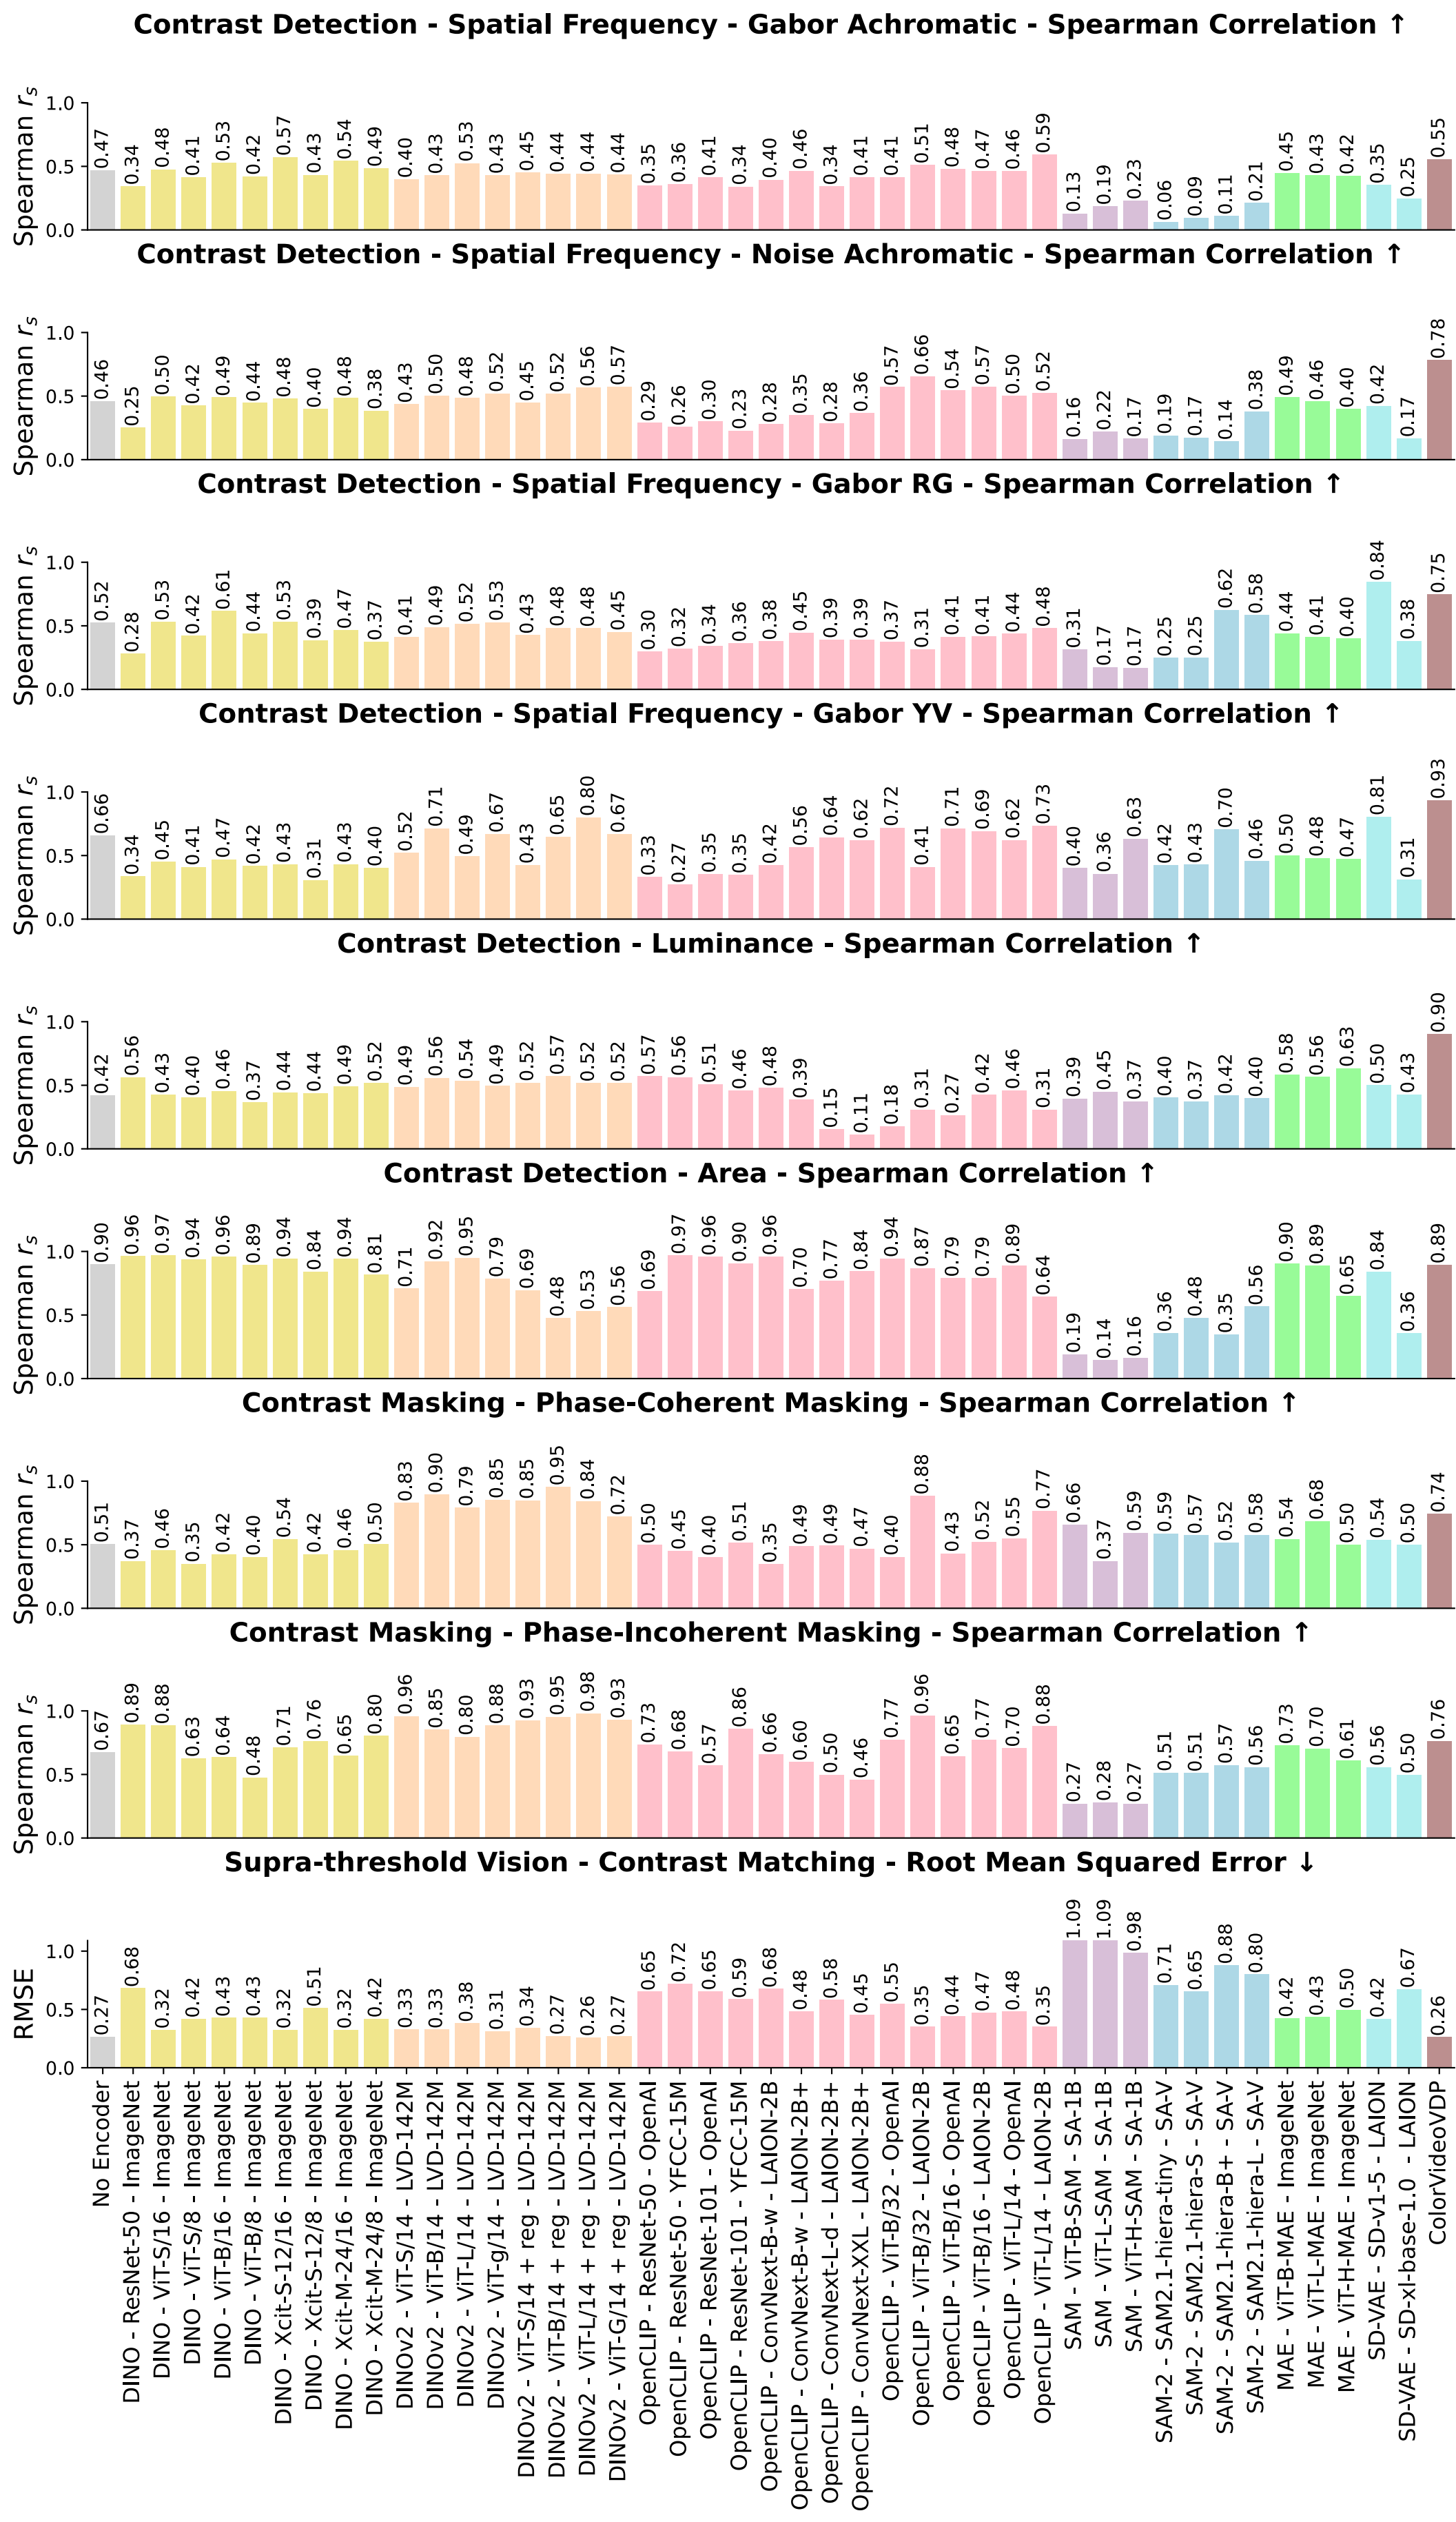 Contrast Detection - Spatial Frequency - Gabor Achromatic - Spearman Correlation ↑
Spearman r_s
1.0
0.5
0.0
0.47 0.34 0.48 0.41 0.53 0.42 0.57 0.43 0.54 0.49 0.40 0.43 0.53 0.43 0.45 0.44 0.44 0.44 0.35 0.36 0.41 0.34 0.40 0.46 0.34 0.41 0.41 0.51 0.48 0.47 0.46 0.59 0.13 0.19 0.23 0.06 0.09 0.11 0.21 0.45 0.43 0.42 0.35 0.25 0.55
Contrast Detection - Spatial Frequency - Noise Achromatic - Spearman Correlation ↑
Spearman r_s
1.0
0.5
0.0
0.46 0.25 0.50 0.42 0.49 0.44 0.48 0.40 0.48 0.38 0.43 0.50 0.48 0.52 0.45 0.52 0.56 0.57 0.29 0.26 0.30 0.23 0.28 0.35 0.28 0.36 0.57 0.66 0.54 0.57 0.50 0.52 0.16 0.22 0.17 0.19 0.17 0.14 0.38 0.49 0.46 0.40 0.42 0.17 0.78
Contrast Detection - Spatial Frequency - Gabor RG - Spearman Correlation ↑
Spearman r_s
1.0
0.5
0.0
0.52 0.28 0.53 0.42 0.61 0.44 0.53 0.39 0.47 0.37 0.41 0.49 0.52 0.53 0.43 0.48 0.48 0.45 0.30 0.32 0.34 0.36 0.38 0.45 0.39 0.39 0.37 0.31 0.41 0.41 0.44 0.48 0.31 0.17 0.17 0.25 0.25 0.62 0.58 0.44 0.41 0.40 0.84 0.38 0.75
Contrast Detection - Spatial Frequency - Gabor YV - Spearman Correlation ↑
Spearman r_s
1.0
0.5
0.0
0.66 0.34 0.45 0.41 0.47 0.42 0.43 0.31 0.43 0.40 0.52 0.71 0.49 0.67 0.43 0.65 0.80 0.67 0.33 0.27 0.35 0.35 0.42 0.56 0.64 0.62 0.72 0.41 0.71 0.69 0.62 0.73 0.40 0.36 0.63 0.42 0.43 0.70 0.46 0.50 0.48 0.47 0.81 0.31 0.93
Contrast Detection - Luminance - Spearman Correlation ↑
Spearman r_s
1.0
0.5
0.0
0.42 0.56 0.43 0.40 0.46 0.37 0.44 0.44 0.49 0.52 0.49 0.56 0.54 0.49 0.52 0.57 0.52 0.52 0.57 0.56 0.51 0.46 0.48 0.39 0.15 0.11 0.18 0.31 0.27 0.42 0.46 0.31 0.39 0.45 0.37 0.40 0.37 0.42 0.40 0.58 0.56 0.63 0.50 0.43 0.90
Contrast Detection - Area - Spearman Correlation ↑
Spearman r_s
1.0
0.5
0.0
0.90 0.96 0.97 0.94 0.96 0.89 0.94 0.84 0.94 0.81 0.71 0.92 0.95 0.79 0.69 0.48 0.53 0.56 0.69 0.97 0.96 0.90 0.96 0.70 0.77 0.84 0.94 0.87 0.79 0.79 0.89 0.64 0.19 0.14 0.16 0.36 0.48 0.35 0.56 0.90 0.89 0.65 0.84 0.36 0.89
Contrast Masking - Phase-Coherent Masking - Spearman Correlation ↑
Spearman r_s
1.0
0.5
0.0
0.51 0.37 0.46 0.35 0.42 0.40 0.54 0.42 0.46 0.50 0.83 0.90 0.79 0.85 0.85 0.95 0.84 0.72 0.50 0.45 0.40 0.51 0.35 0.49 0.49 0.47 0.40 0.88 0.43 0.52 0.55 0.77 0.66 0.37 0.59 0.59 0.57 0.52 0.58 0.54 0.68 0.50 0.54 0.50 0.74
Contrast Masking - Phase-Incoherent Masking - Spearman Correlation ↑
Spearman r_s
1.0
0.5
0.0
0.67 0.89 0.88 0.63 0.64 0.48 0.71 0.76 0.65 0.80 0.96 0.85 0.80 0.88 0.93 0.95 0.98 0.93 0.73 0.68 0.57 0.86 0.66 0.60 0.50 0.46 0.77 0.96 0.65 0.77 0.70 0.88 0.27 0.28 0.27 0.51 0.51 0.57 0.56 0.73 0.70 0.61 0.56 0.50 0.76
Supra-threshold Vision - Contrast Matching - Root Mean Squared Error ↓
RMSE
1.0
0.5
0.0
0.27 0.68 0.32 0.42 0.43 0.43 0.32 0.51 0.32 0.42 0.33 0.33 0.38 0.31 0.34 0.27 0.26 0.27 0.65 0.72 0.65 0.59 0.68 0.48 0.58 0.45 0.55 0.35 0.44 0.47 0.48 0.35 1.09 1.09 0.98 0.71 0.65 0.88 0.80 0.42 0.43 0.50 0.42 0.67 0.26
No Encoder
DINO - ResNet-50 - ImageNet
DINO - ViT-S/16 - ImageNet
DINO - ViT-S/8 - ImageNet
DINO - ViT-B/16 - ImageNet
DINO - ViT-B/8 - ImageNet
DINO - Xcit-S-12/16 - ImageNet
DINO - Xcit-S-12/8 - ImageNet
DINO - Xcit-M-24/16 - ImageNet
DINO - Xcit-M-24/8 - ImageNet
DINOv2 - ViT-S/14 - LVD-142M
DINOv2 - ViT-B/14 - LVD-142M
DINOv2 - ViT-L/14 - LVD-142M
DINOv2 - ViT-g/14 - LVD-142M
DINOv2 - ViT-S/14 + reg - LVD-142M
DINOv2 - ViT-B/14 + reg - LVD-142M
DINOv2 - ViT-L/14 + reg - LVD-142M
DINOv2 - ViT-G/14 + reg - LVD-142M
OpenCLIP - ResNet-50 - OpenAI
OpenCLIP - ResNet-50 - YFCC-15M
OpenCLIP - ResNet-101 - OpenAI
OpenCLIP - ResNet-101 - YFCC-15M
OpenCLIP - ConvNext-B-w - LAION-2B
OpenCLIP - ConvNext-B-w - LAION-2B+
OpenCLIP - ConvNext-L-d - LAION-2B+
OpenCLIP - ConvNext-XXL - LAION-2B+
OpenCLIP - ViT-B/32 - OpenAI
OpenCLIP - ViT-B/32 - LAION-2B
OpenCLIP - ViT-B/16 - OpenAI
OpenCLIP - ViT-B/16 - LAION-2B
OpenCLIP - ViT-L/14 - OpenAI
OpenCLIP - ViT-L/14 - LAION-2B
SAM - ViT-B-SAM - SA-1B
SAM - ViT-L-SAM - SA-1B
SAM - ViT-H-SAM - SA-1B
SAM-2 - SAM2.1-hiera-tiny - SA-V
SAM-2 - SAM2.1-hiera-S - SA-V
SAM-2 - SAM2.1-hiera-B+ - SA-V
SAM-2 - SAM2.1-hiera-L - SA-V
MAE - ViT-B-MAE - ImageNet
MAE - ViT-L-MAE - ImageNet
MAE - ViT-H-MAE - ImageNet
SD-VAE - SD-v1-5 - LAION
SD-VAE - SD-xl-base-1.0 - LAION
ColorVideoVDP